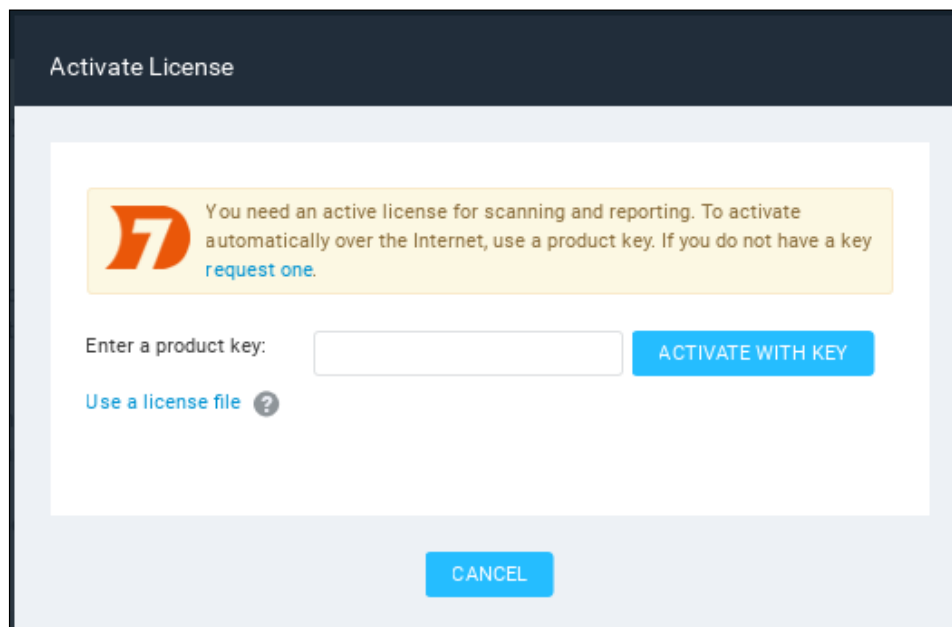 Activate License
You need an active license for scanning and reporting. To activate
automatically over the Internet, use a product key. If you do not have a key
request one.
Enter a product key:
ACTIVATE WITH KEY
Use a license file ?
CANCEL